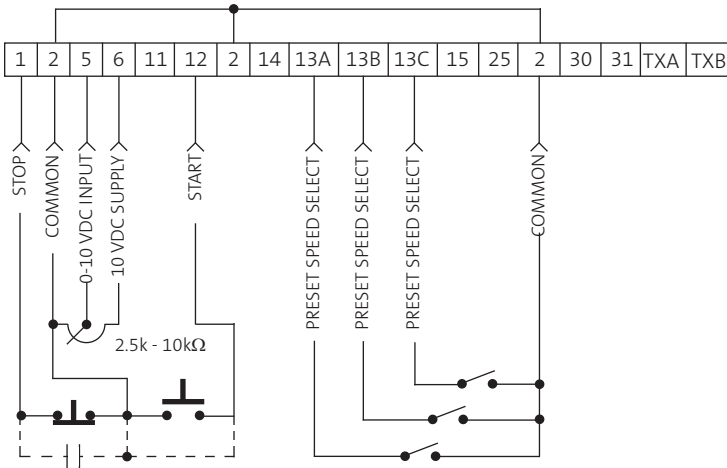 1 2 5 6 11 12 2 14 13A 13B 13C 15 25 2 30 31 TXA TXB
STOP
COMMON
0-10 VDC INPUT
10 VDC SUPPLY
START
PRESET SPEED SELECT
PRESET SPEED SELECT
PRESET SPEED SELECT
COMMON
2.5k - 10kΩ